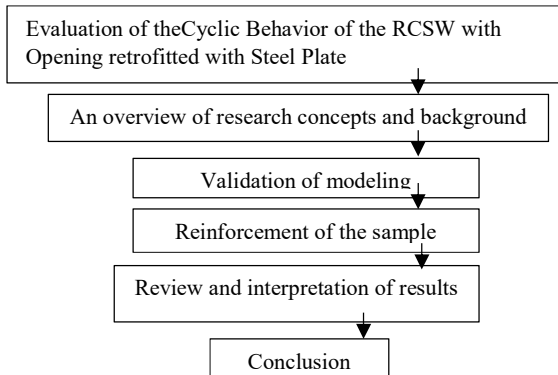 Evaluation of theCyclic Behavior of the RCSW with
Opening retrofitted with Steel Plate
An overview of research concepts and background
Validation of modeling
Reinforcement of the sample
Review and interpretation of results
Conclusion